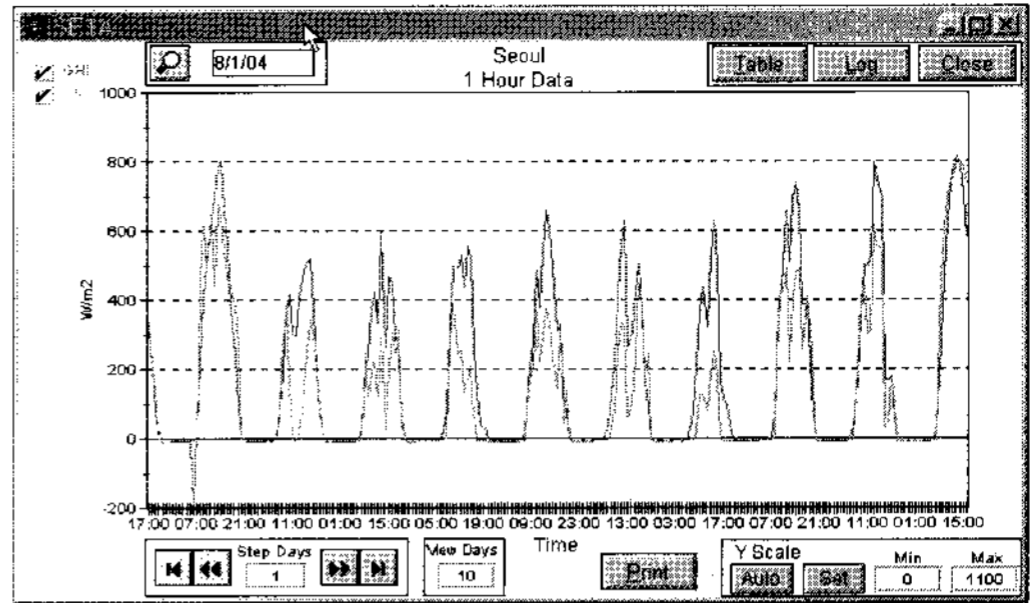 8/1/04
Seoul
1 Hour Data
Table Log Close
1000
800
600
400
200
0
-200
W/m2
17:00 07:00 21:00 11:00 01:00 15:00 05:00 19:00 09:00 23:00 13:00 03:00 17:00 07:00 21:00 11:00 01:00 15:00
Time
Step Days
1
View Days
10
Print
Y Scale
Auto Set
Min
0
Max
1100